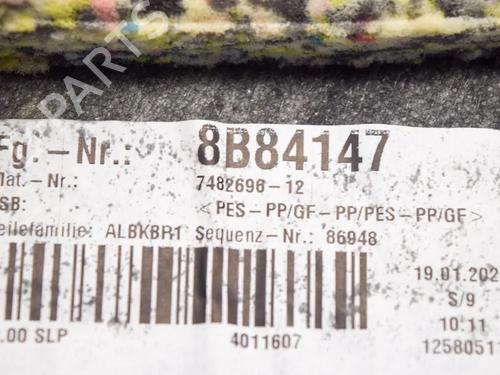 Fg.-Nr.: 8B84147
Mat.-Nr.: 7482696-12
SB: <PES-PP/GF-PP/PES-PP/GF>
eilefamilie: ALBKBR1 Sequenz-Nr.: 86948
19.01.202
S/9
10:11
.00 SLP 4011607 12580511
B-PARTS